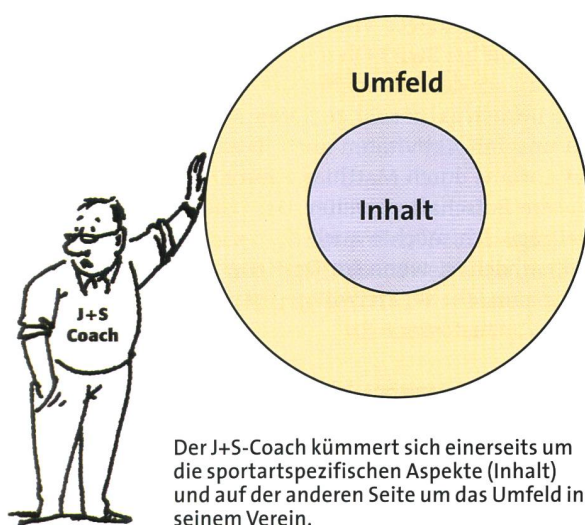 Umfeld
Inhalt
J+S
Coach
Der J+S-Coach kümmert sich einerseits um
die sportartspezifischen Aspekte (Inhalt)
und auf der anderen Seite um das Umfeld in
seinem Verein.